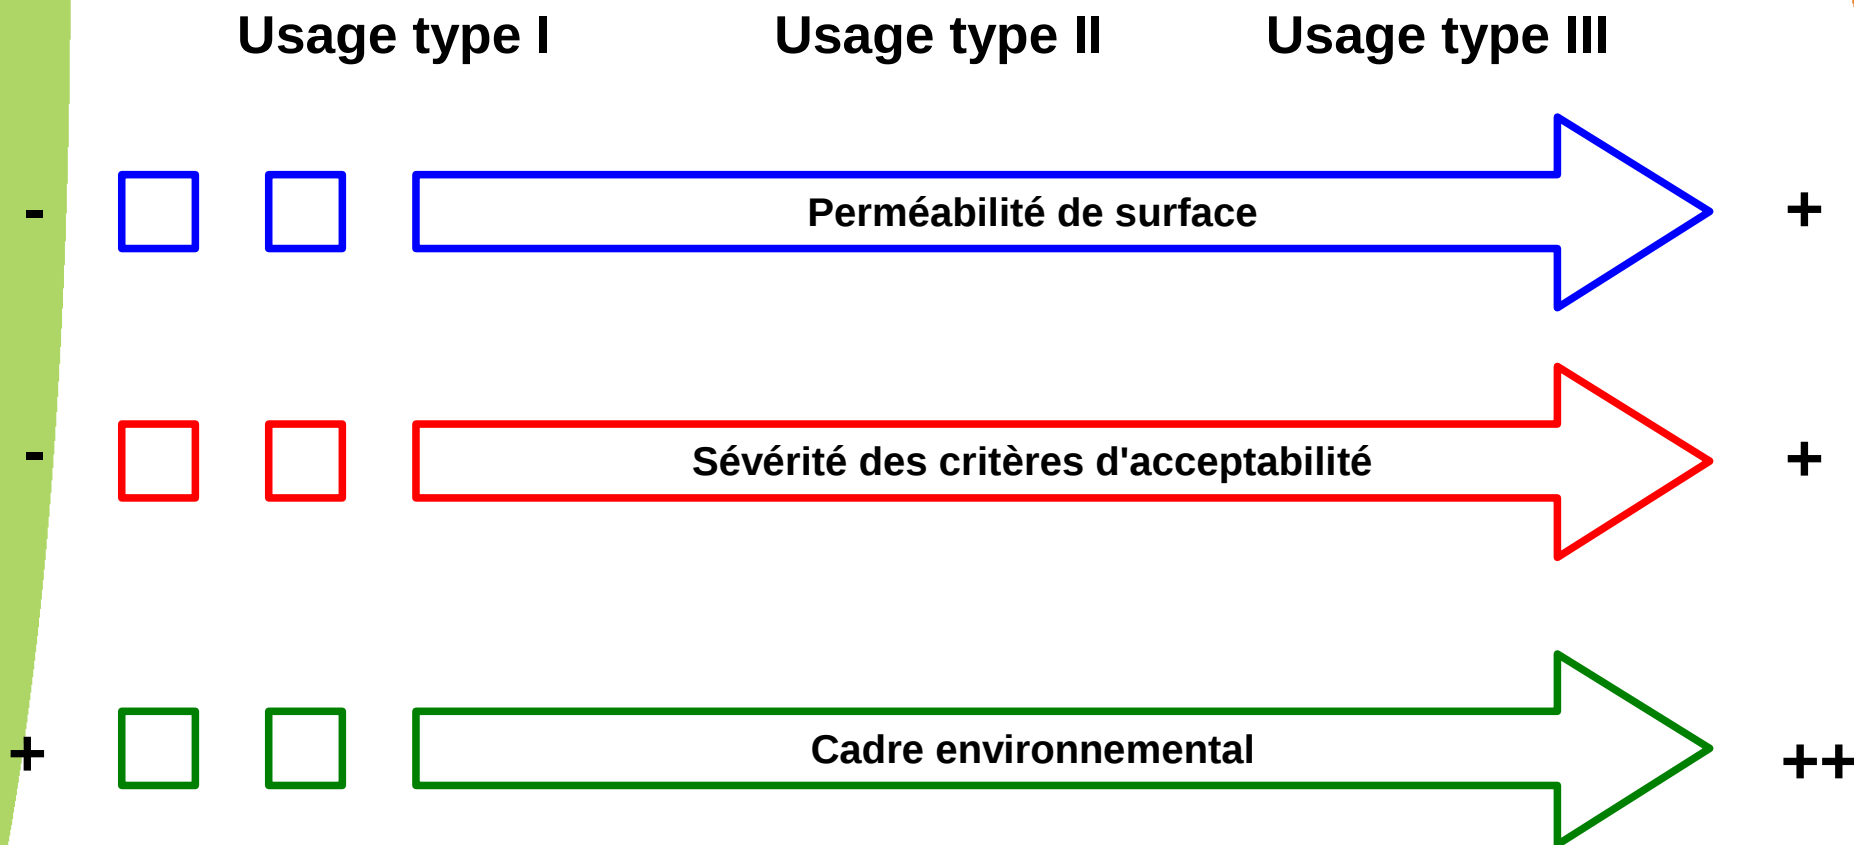 Usage type I Usage type II Usage type III
- Perméabilité de surface +
- Sévérité des critères d'acceptabilité +
+ Cadre environnemental ++